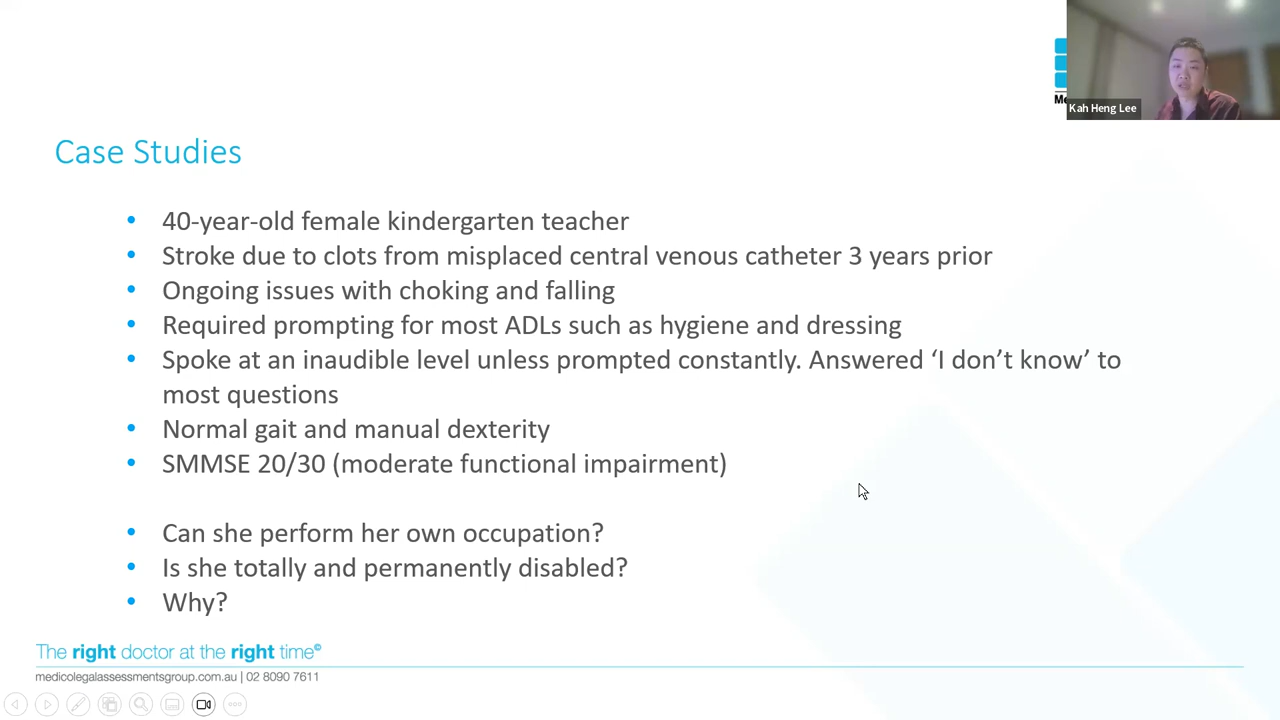 Me
Kah Heng Lee
Case Studies
• 40-year-old female kindergarten teacher
• Stroke due to clots from misplaced central venous catheter 3 years prior
• Ongoing issues with choking and falling
• Required prompting for most ADLs such as hygiene and dressing
• Spoke at an inaudible level unless prompted constantly. Answered ‘I don’t know’ to
most questions
• Normal gait and manual dexterity
• SMMSE 20/30 (moderate functional impairment)
• Can she perform her own occupation?
• Is she totally and permanently disabled?
• Why?
The right doctor at the right time©
medicolegalassessmentsgroup.com.au | 02 8090 7611